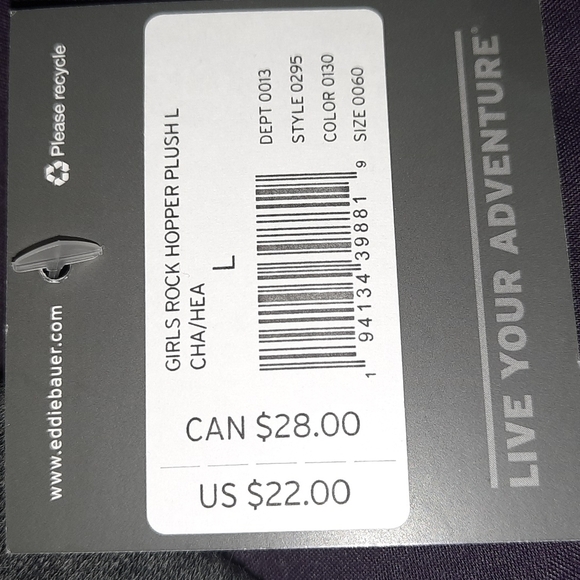 Please recycle
www.eddiebauer.com
GIRLS ROCK HOPPER PLUSH L
CHA/HEA
L
DEPT 0013
STYLE 0295
COLOR 0130
SIZE 0060
1 94134 39881 9
CAN $28.00
US $22.00
LIVE YOUR ADVENTURE®